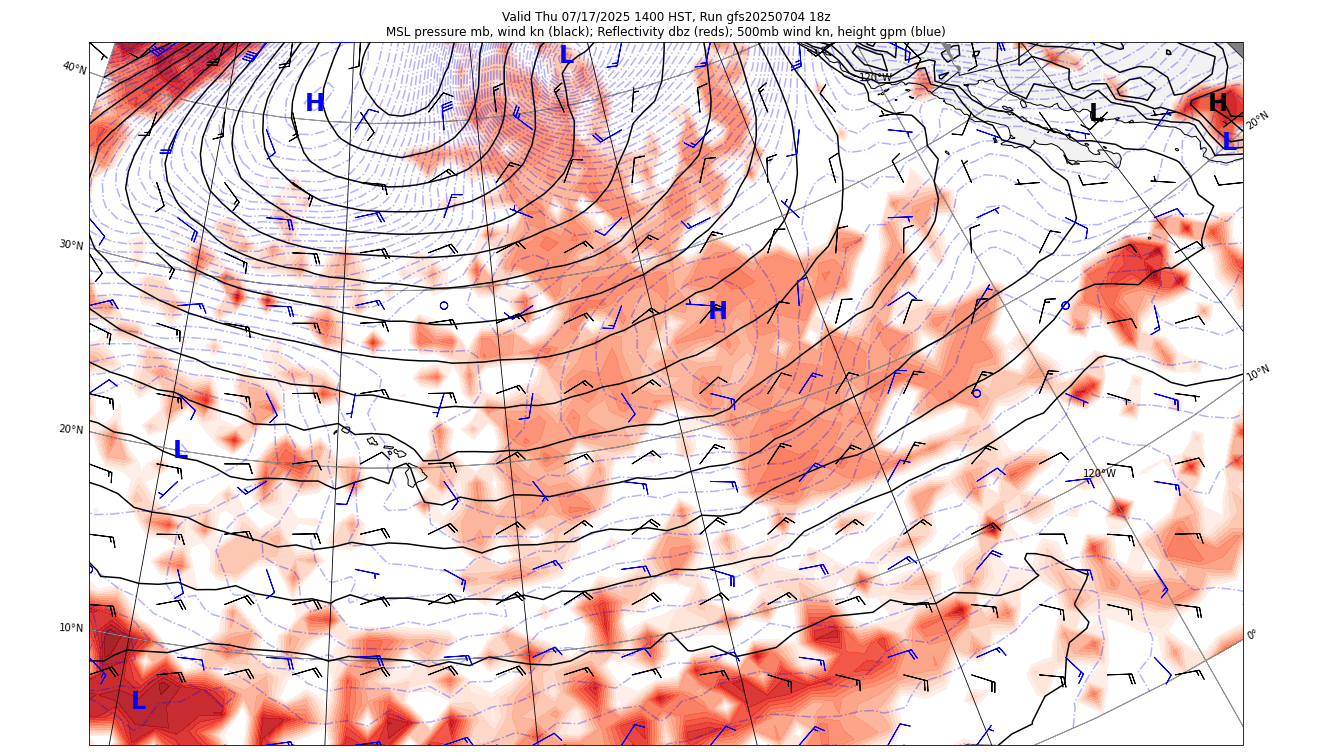 Valid Thu 07/17/2025 1400 HST, Run gfs20250704 18z
MSL pressure mb, wind kn (black); Reflectivity dbz (reds); 500mb wind kn, height gpm (blue)
L
40°N
120°W
H
H
L
20°N
L
30°N
H
10°N
20°N
L
120°W
10°N
0°
L